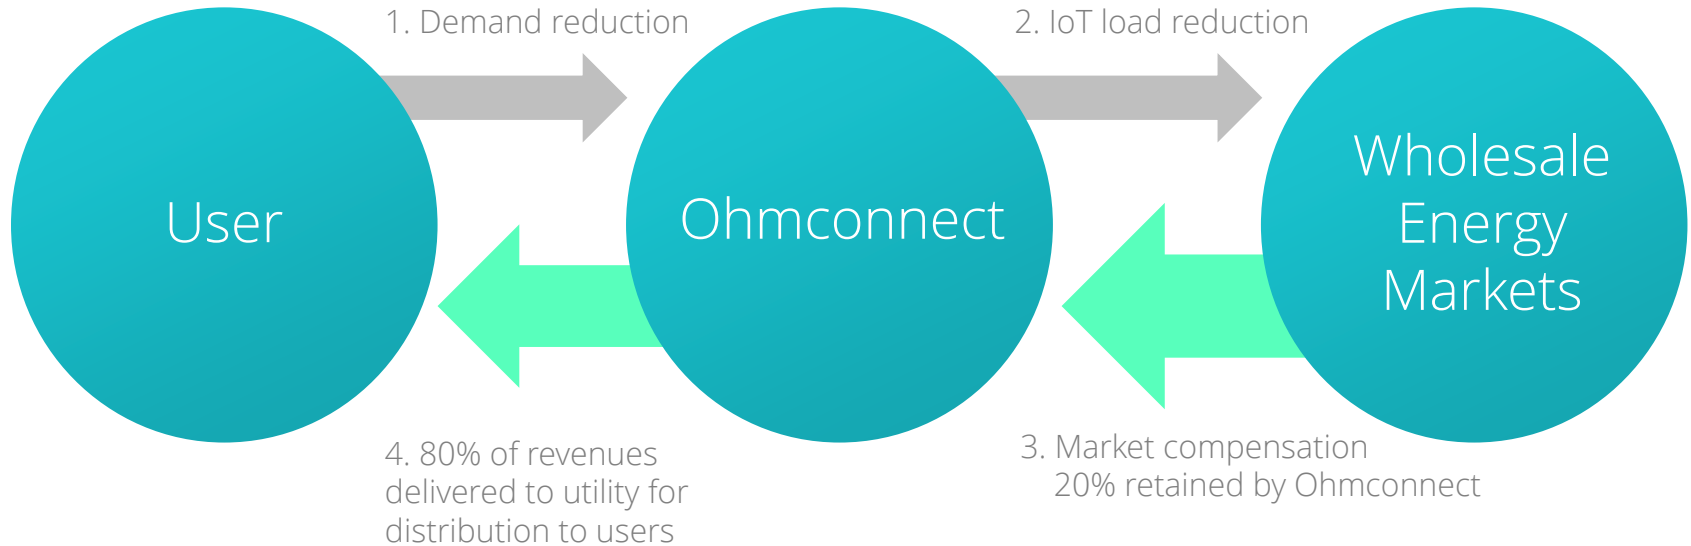 1. Demand reduction
2. IoT load reduction
User
Ohmconnect
Wholesale
Energy
Markets
4. 80% of revenues
delivered to utility for
distribution to users
3. Market compensation
20% retained by Ohmconnect